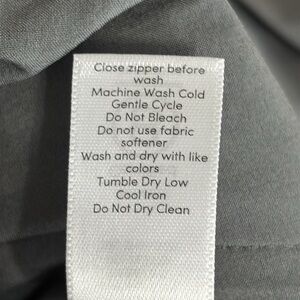 Close zipper before
wash
Machine Wash Cold
Gentle Cycle
Do Not Bleach
Do not use fabric
softener
Wash and dry with like
colors
Tumble Dry Low
Cool Iron
Do Not Dry Clean